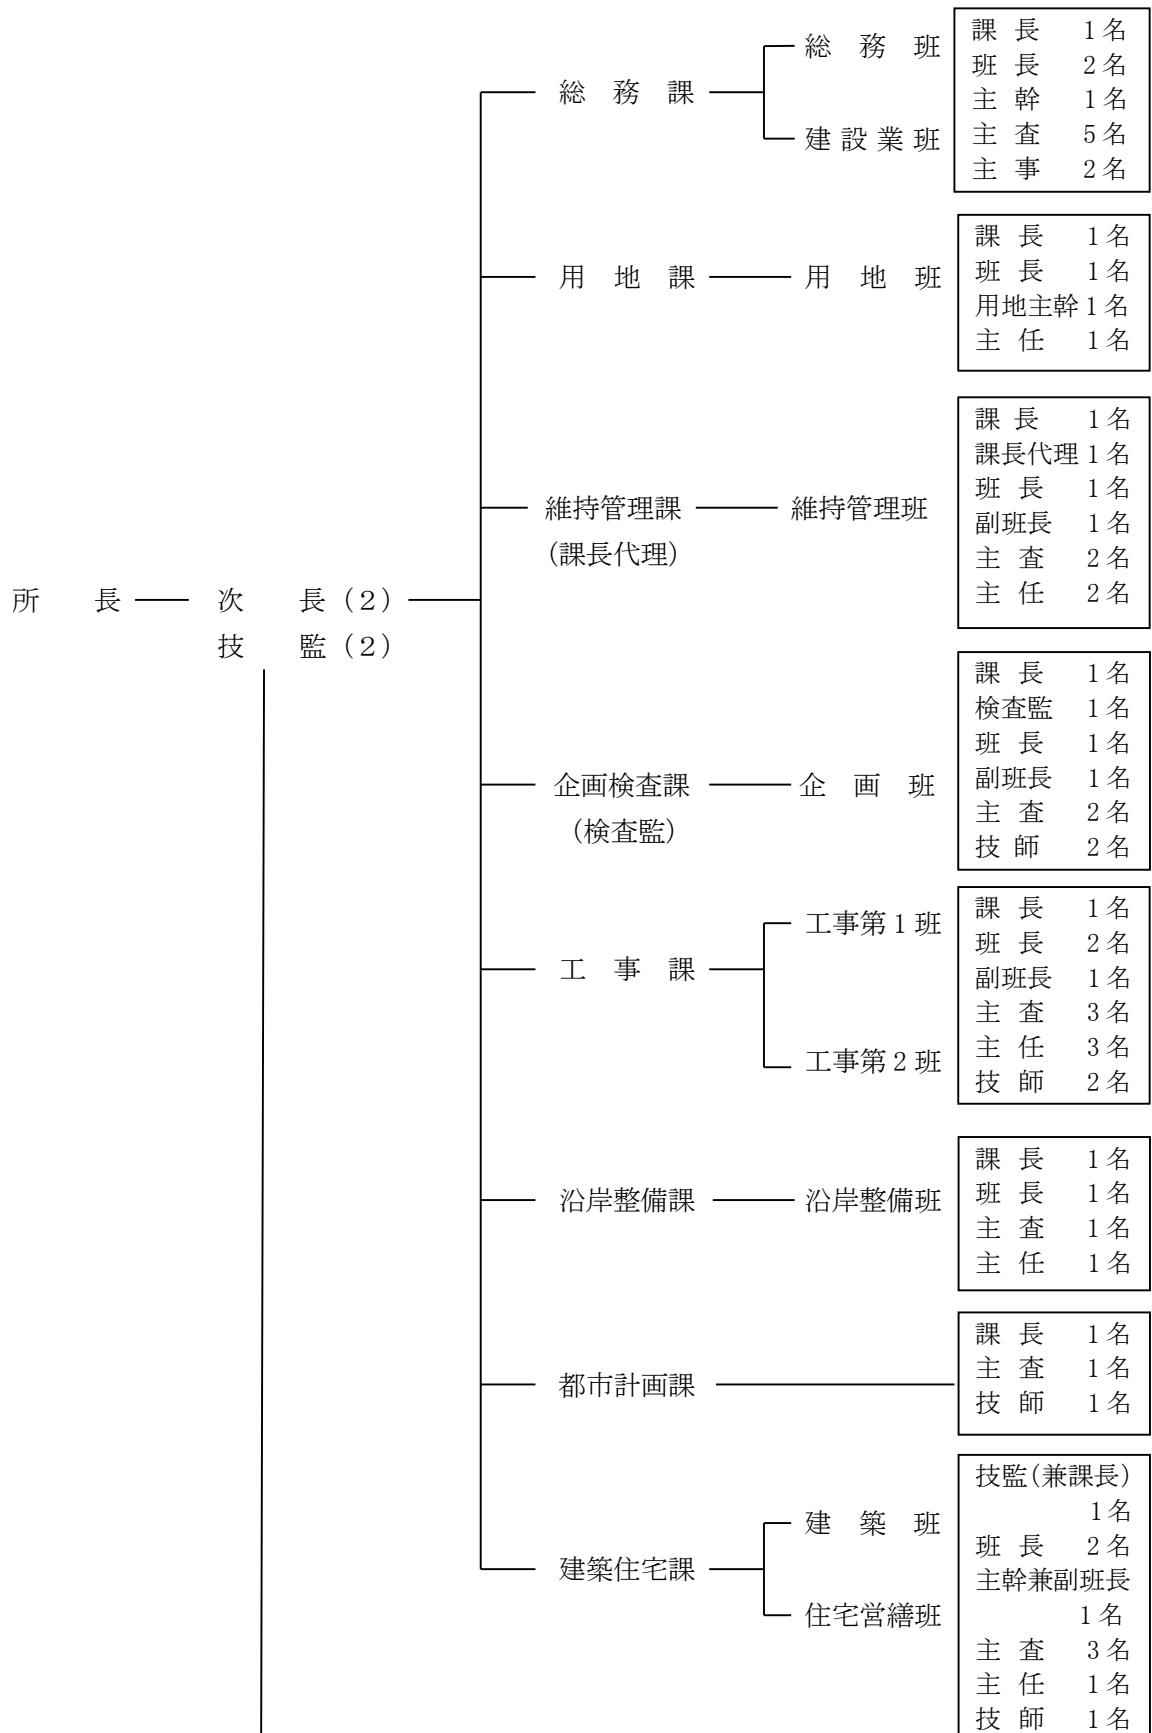 所　長
次　長（２）
技　監（２）
総　務　課
総　務　班
建 設 業 班
課 長　1名
班 長　2名
主 幹　1名
主 査　5名
主 事　2名
用　地　課
用　地　班
課 長　1名
班 長　1名
用地主幹 1名
主 任　1名
維持管理課
(課長代理)
維持管理班
課 長　1名
課長代理 1名
班 長　1名
副班長　1名
主 査　2名
主 任　2名
企画検査課
(検査監)
企　画　班
課 長　1名
検査監　1名
班 長　1名
副班長　1名
主 査　2名
技 師　2名
工　事　課
工事第1班
工事第2班
課 長　1名
班 長　2名
副班長　1名
主 査　3名
主 任　3名
技 師　2名
沿岸整備課
沿岸整備班
課 長　1名
班 長　1名
主 査　1名
主 任　1名
都市計画課
課 長　1名
主 査　1名
技 師　1名
建築住宅課
建　築　班
住宅営繕班
技監(兼課長)
1名
班 長　2名
主幹兼副班長
1名
主 査　3名
主 任　1名
技 師　1名